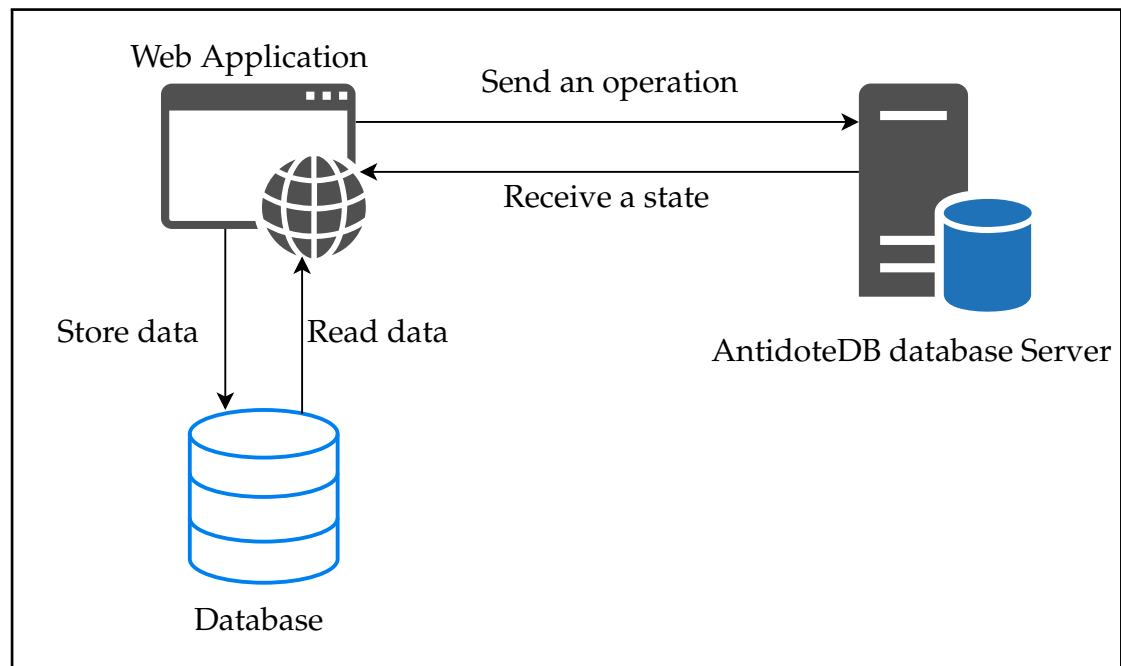 Web Application
Send an operation
Receive a state
Store data
Read data
AntidoteDB database Server
Database